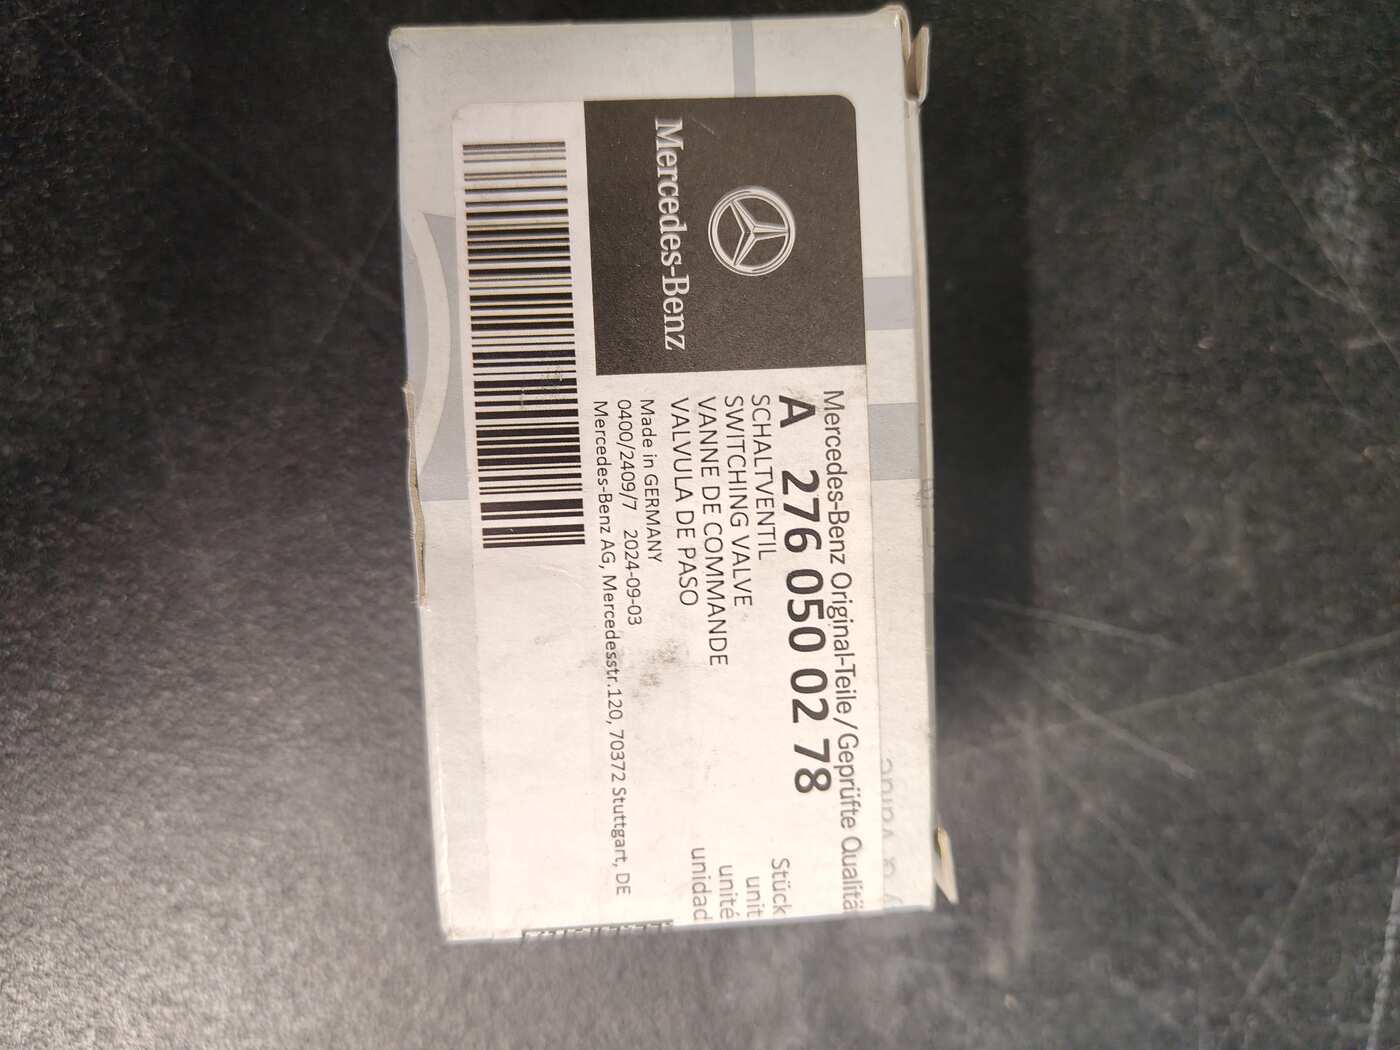 Mercedes-Benz
Mercedes-Benz Original-Teile/Geprüfte Qualität
A 276 050 02 78
SCHALTVENTIL
SWITCHING VALVE
VANNE DE COMMANDE
VALVULA DE PASO
Stück
unit
unité
unidad
Made in GERMANY
0400/2409/7 2024-09-03
Mercedes-Benz AG, Mercedesstr.120, 70372 Stuttgart, DE